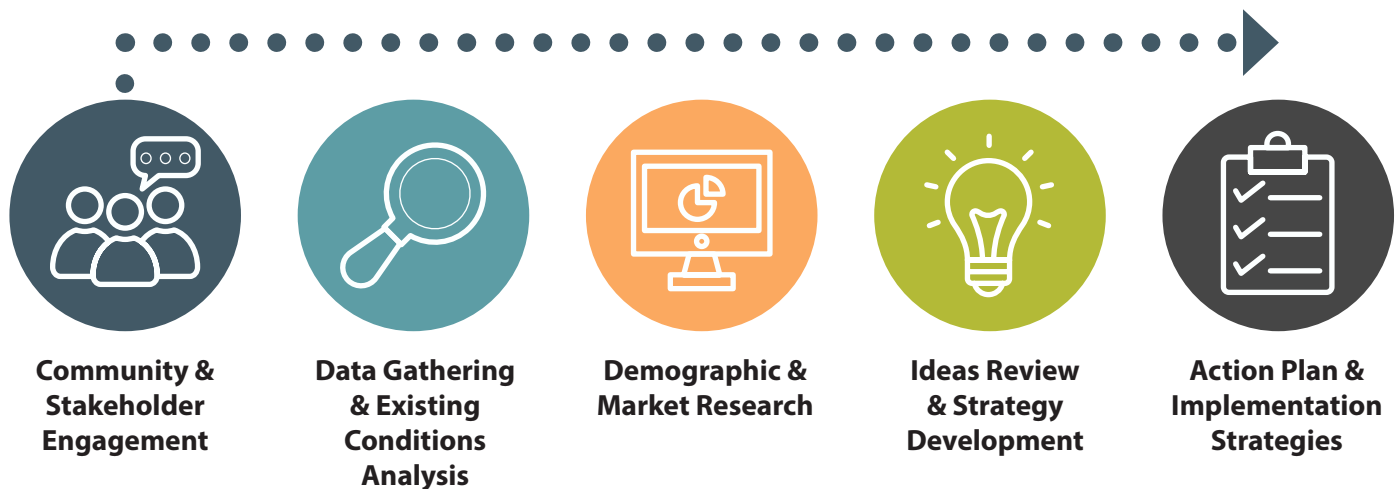 Community &
Stakeholder
Engagement
Data Gathering
& Existing
Conditions
Analysis
Demographic &
Market Research
Ideas Review
& Strategy
Development
Action Plan &
Implementation
Strategies